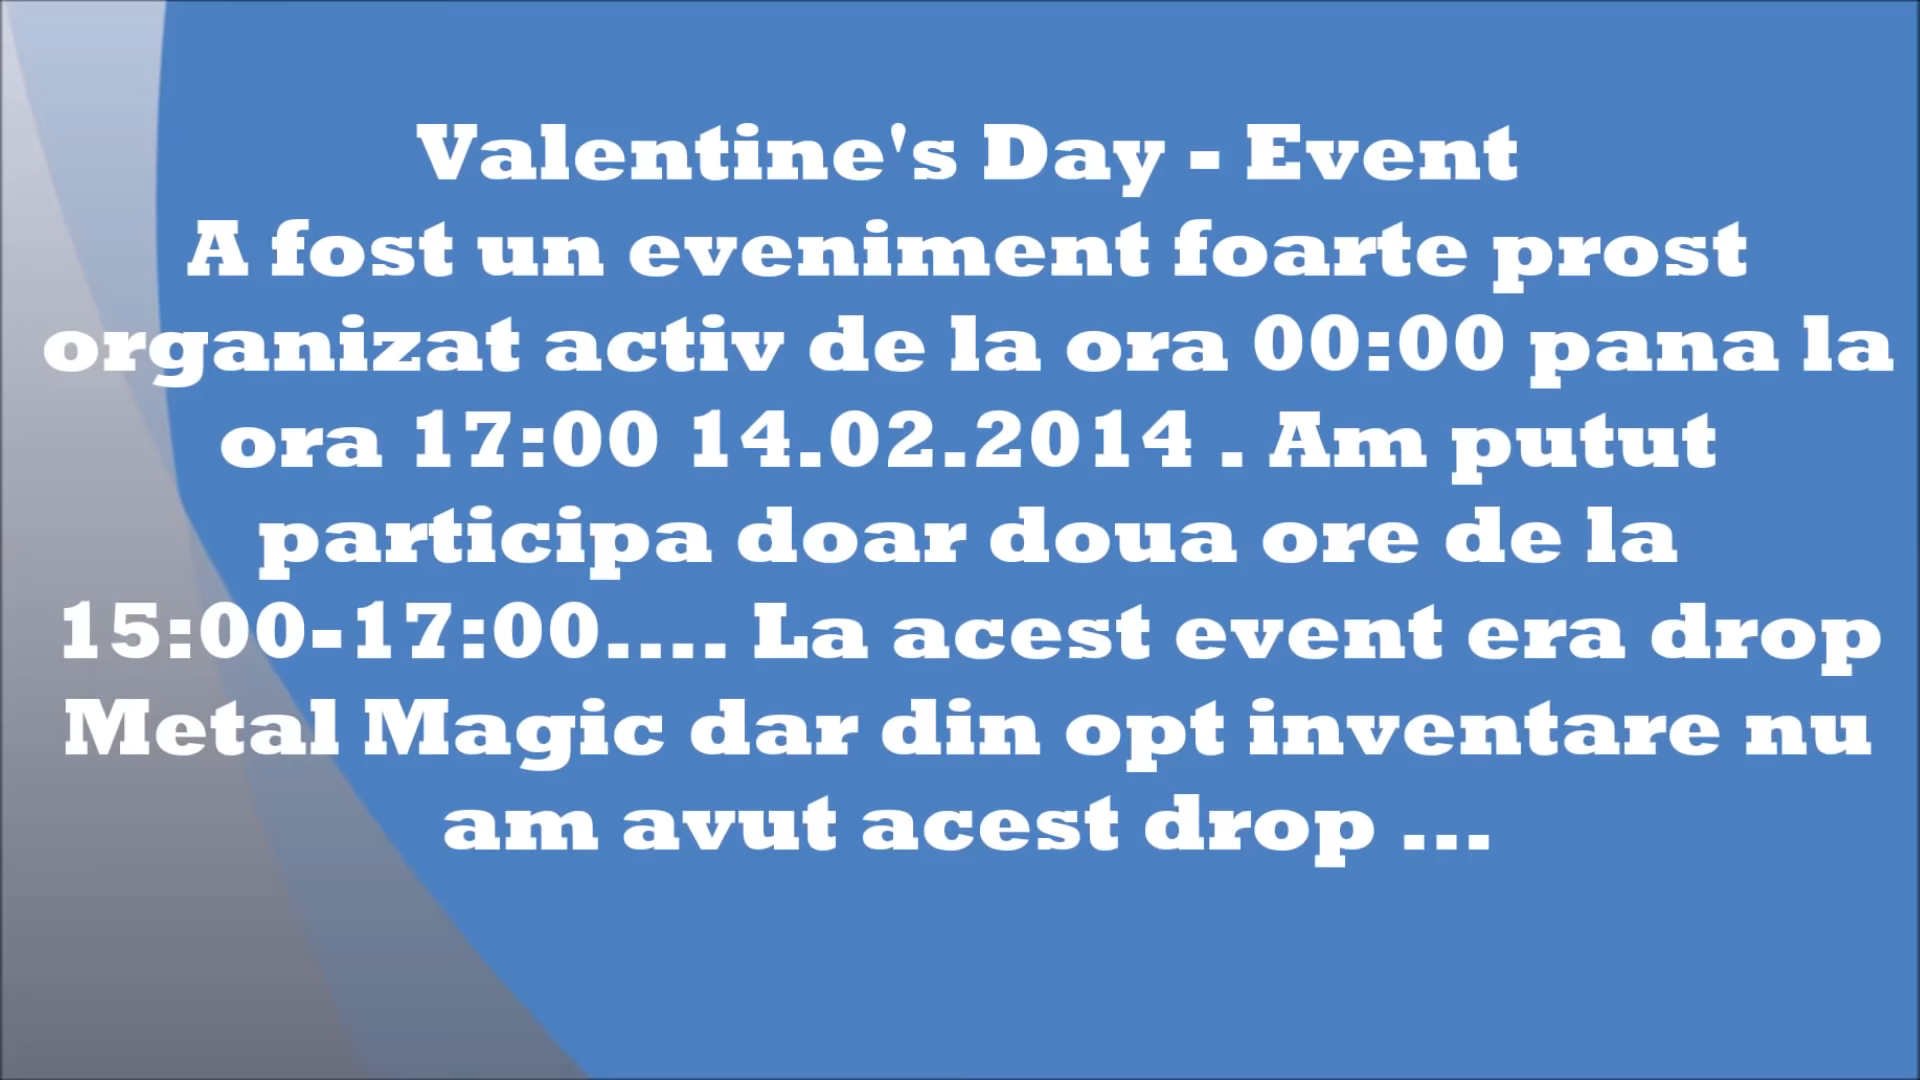 Valentine's Day - Event
A fost un eveniment foarte prost
organizat activ de la ora 00:00 pana la
ora 17:00 14.02.2014 . Am putut
participa doar doua ore de la
15:00-17:00.... La acest event era drop
Metal Magic dar din opt inventare nu
am avut acest drop ...